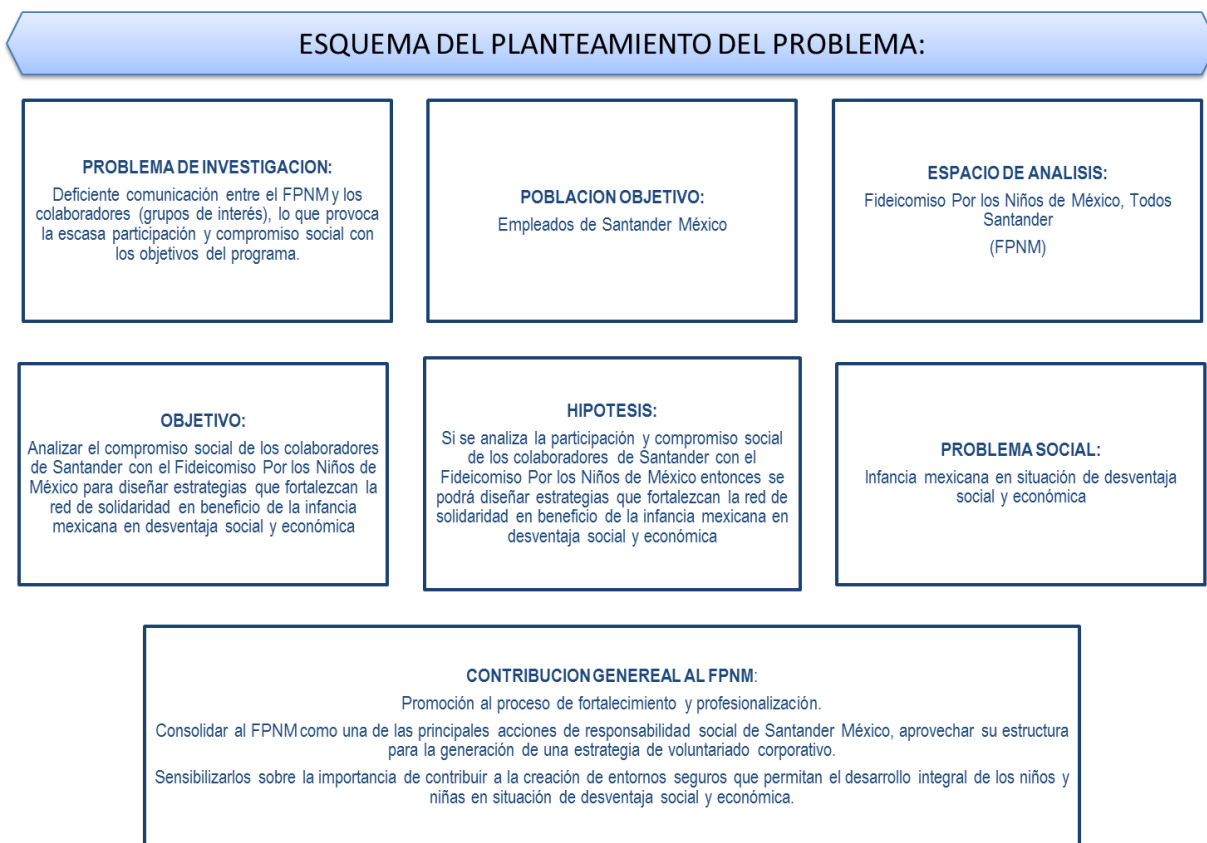 ESQUEMA DEL PLANTEAMIENTO DEL PROBLEMA:
PROBLEMA DE INVESTIGACION:
Deficiente comunicación entre el FPNM y los
colaboradores (grupos de interés), lo que provoca
la escasa participación y compromiso social con
los objetivos del programa.
POBLACION OBJETIVO:
Empleados de Santander México
ESPACIO DE ANALISIS:
Fideicomiso Por los Niños de México, Todos
Santander
(FPNM)
OBJETIVO:
Analizar el compromiso social de los colaboradores
de Santander con el Fideicomiso Por los Niños de
México para diseñar estrategias que fortalezcan la
red de solidaridad en beneficio de la infancia
mexicana en desventaja social y económica
HIPOTESIS:
Si se analiza la participación y compromiso social
de los colaboradores de Santander con el
Fideicomiso Por los Niños de México entonces se
podrá diseñar estrategias que fortalezcan la red de
solidaridad en beneficio de la infancia mexicana en
desventaja social y económica
PROBLEMA SOCIAL:
Infancia mexicana en situación de desventaja
social y económica
CONTRIBUCION GENEREAL AL FPNM:
Promoción al proceso de fortalecimiento y profesionalización.
Consolidar al FPNM como una de las principales acciones de responsabilidad social de Santander México, aprovechar su estructura
para la generación de una estrategia de voluntariado corporativo.
Sensibilizarlos sobre la importancia de contribuir a la creación de entornos seguros que permitan el desarrollo integral de los niños y
niñas en situación de desventaja social y económica.